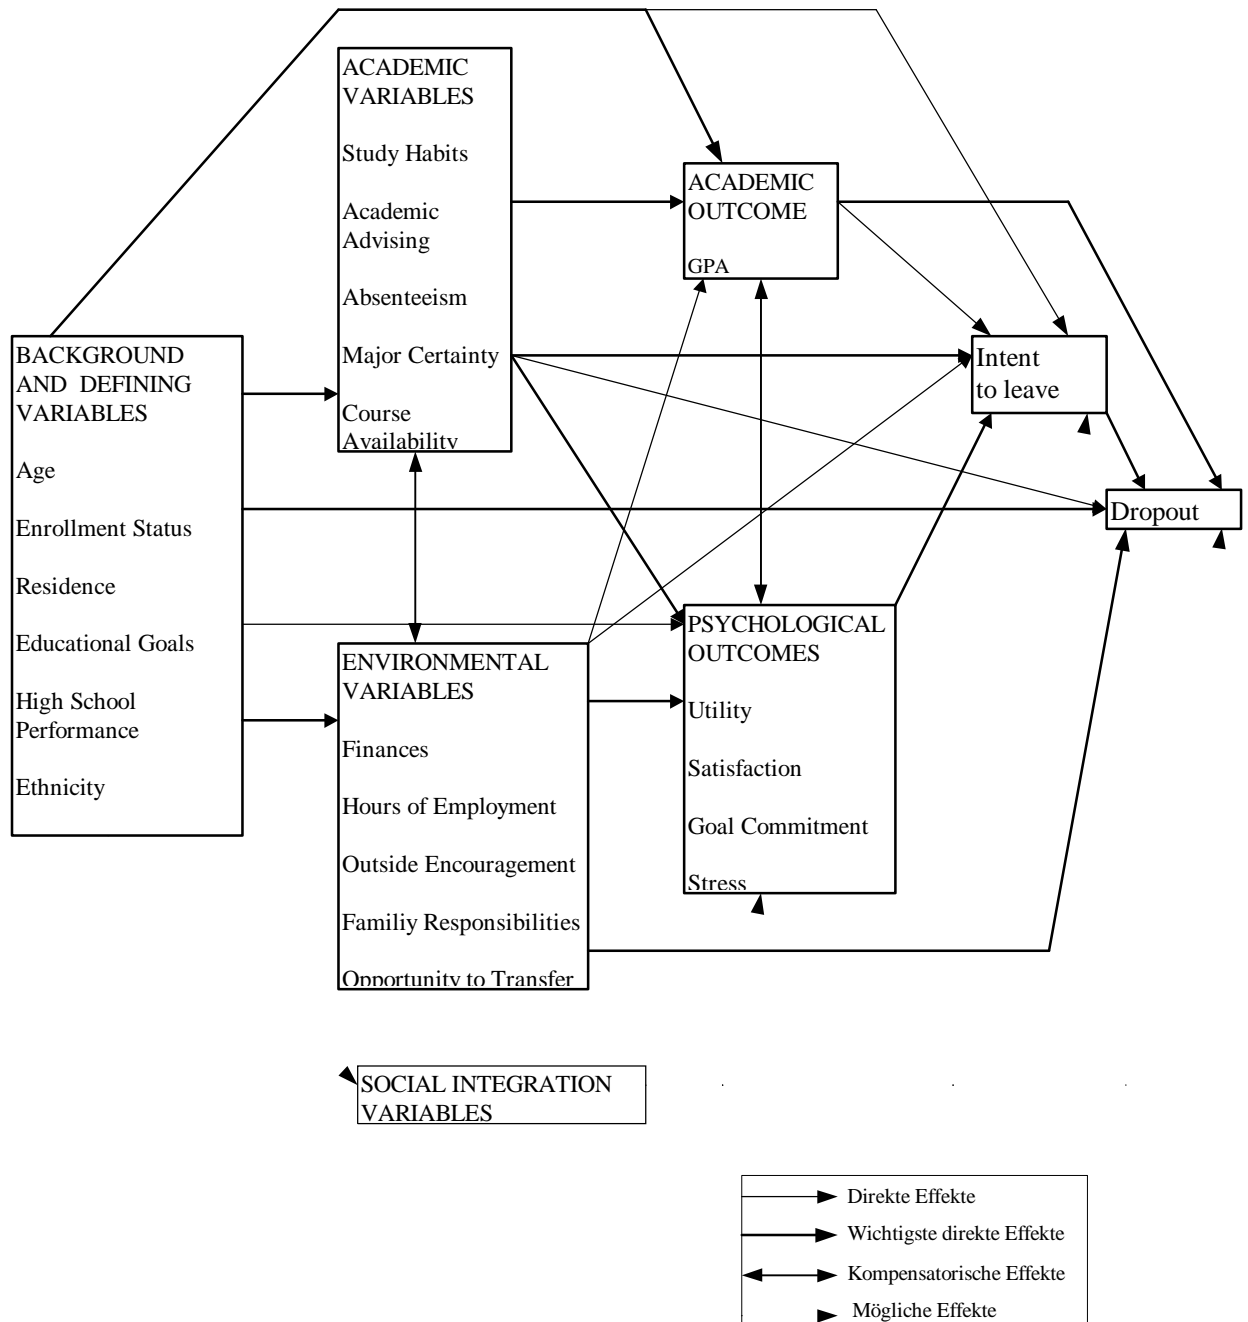 ACADEMIC
VARIABLES
Study Habits
Academic
Advising
Absenteeism
Major Certainty
Course
Availability
ACADEMIC
OUTCOME
GPA
BACKGROUND
AND DEFINING
VARIABLES
Age
Enrollment Status
Residence
Educational Goals
High School
Performance
Ethnicity
Intent
to leave
Dropout
ENVIRONMENTAL
VARIABLES
Finances
Hours of Employment
Outside Encouragement
Familiy Responsibilities
Opportunity to Transfer
PSYCHOLOGICAL
OUTCOMES
Utility
Satisfaction
Goal Commitment
Stress
SOCIAL INTEGRATION
VARIABLES
Direkte Effekte
Wichtigste direkte Effekte
Kompensatorische Effekte
Mögliche Effekte